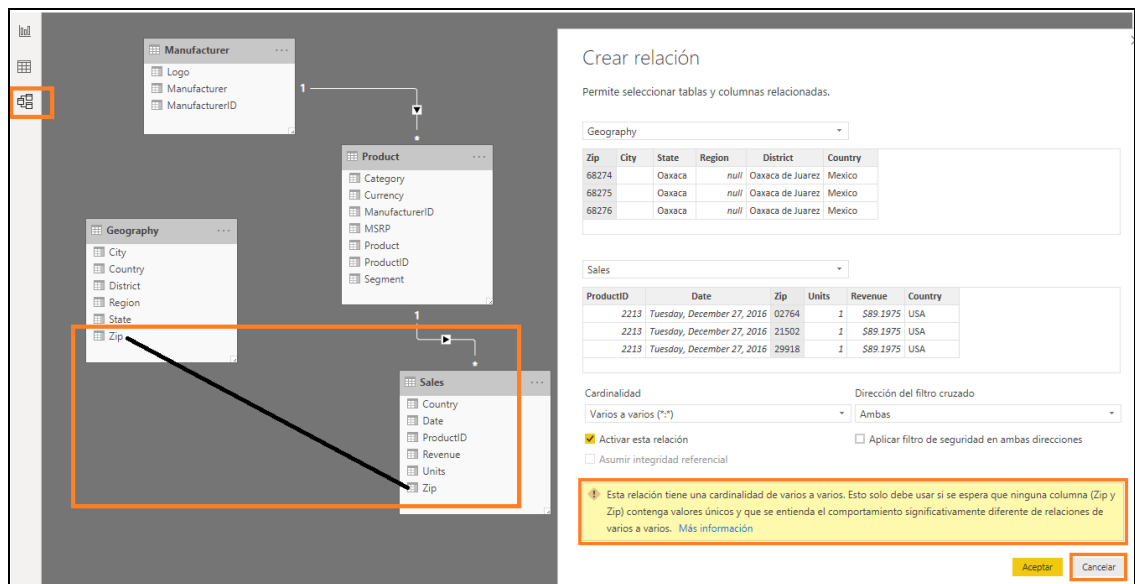 Manufacturer ...
Logo
Manufacturer
ManufacturerID
1
*
Product ...
Category
Currency
ManufacturerID
MSRP
Product
ProductID
Segment
Geography ...
City
Country
District
Region
State
Zip
1
*
Sales ...
Country
Date
ProductID
Revenue
Units
Zip
Crear relación
Permite seleccionar tablas y columnas relacionadas.
Geography
Zip City State Region District Country
68274 Oaxaca null Oaxaca de Juarez Mexico
68275 Oaxaca null Oaxaca de Juarez Mexico
68276 Oaxaca null Oaxaca de Juarez Mexico
Sales
ProductID Date Zip Units Revenue Country
2213 Tuesday, December 27, 2016 02764 1 $89.1975 USA
2213 Tuesday, December 27, 2016 21502 1 $89.1975 USA
2213 Tuesday, December 27, 2016 29918 1 $89.1975 USA
Cardinalidad Dirección del filtro cruzado
Varios a varios (*:*) Ambas
Activar esta relación Aplicar filtro de seguridad en ambas direcciones
Asumir integridad referencial
Esta relación tiene una cardinalidad de varios a varios. Esto solo debe usar si se espera que ninguna columna (Zip y
Zip) contenga valores únicos y que se entienda el comportamiento significativamente diferente de relaciones de
varios a varios. Más información
Aceptar Cancelar